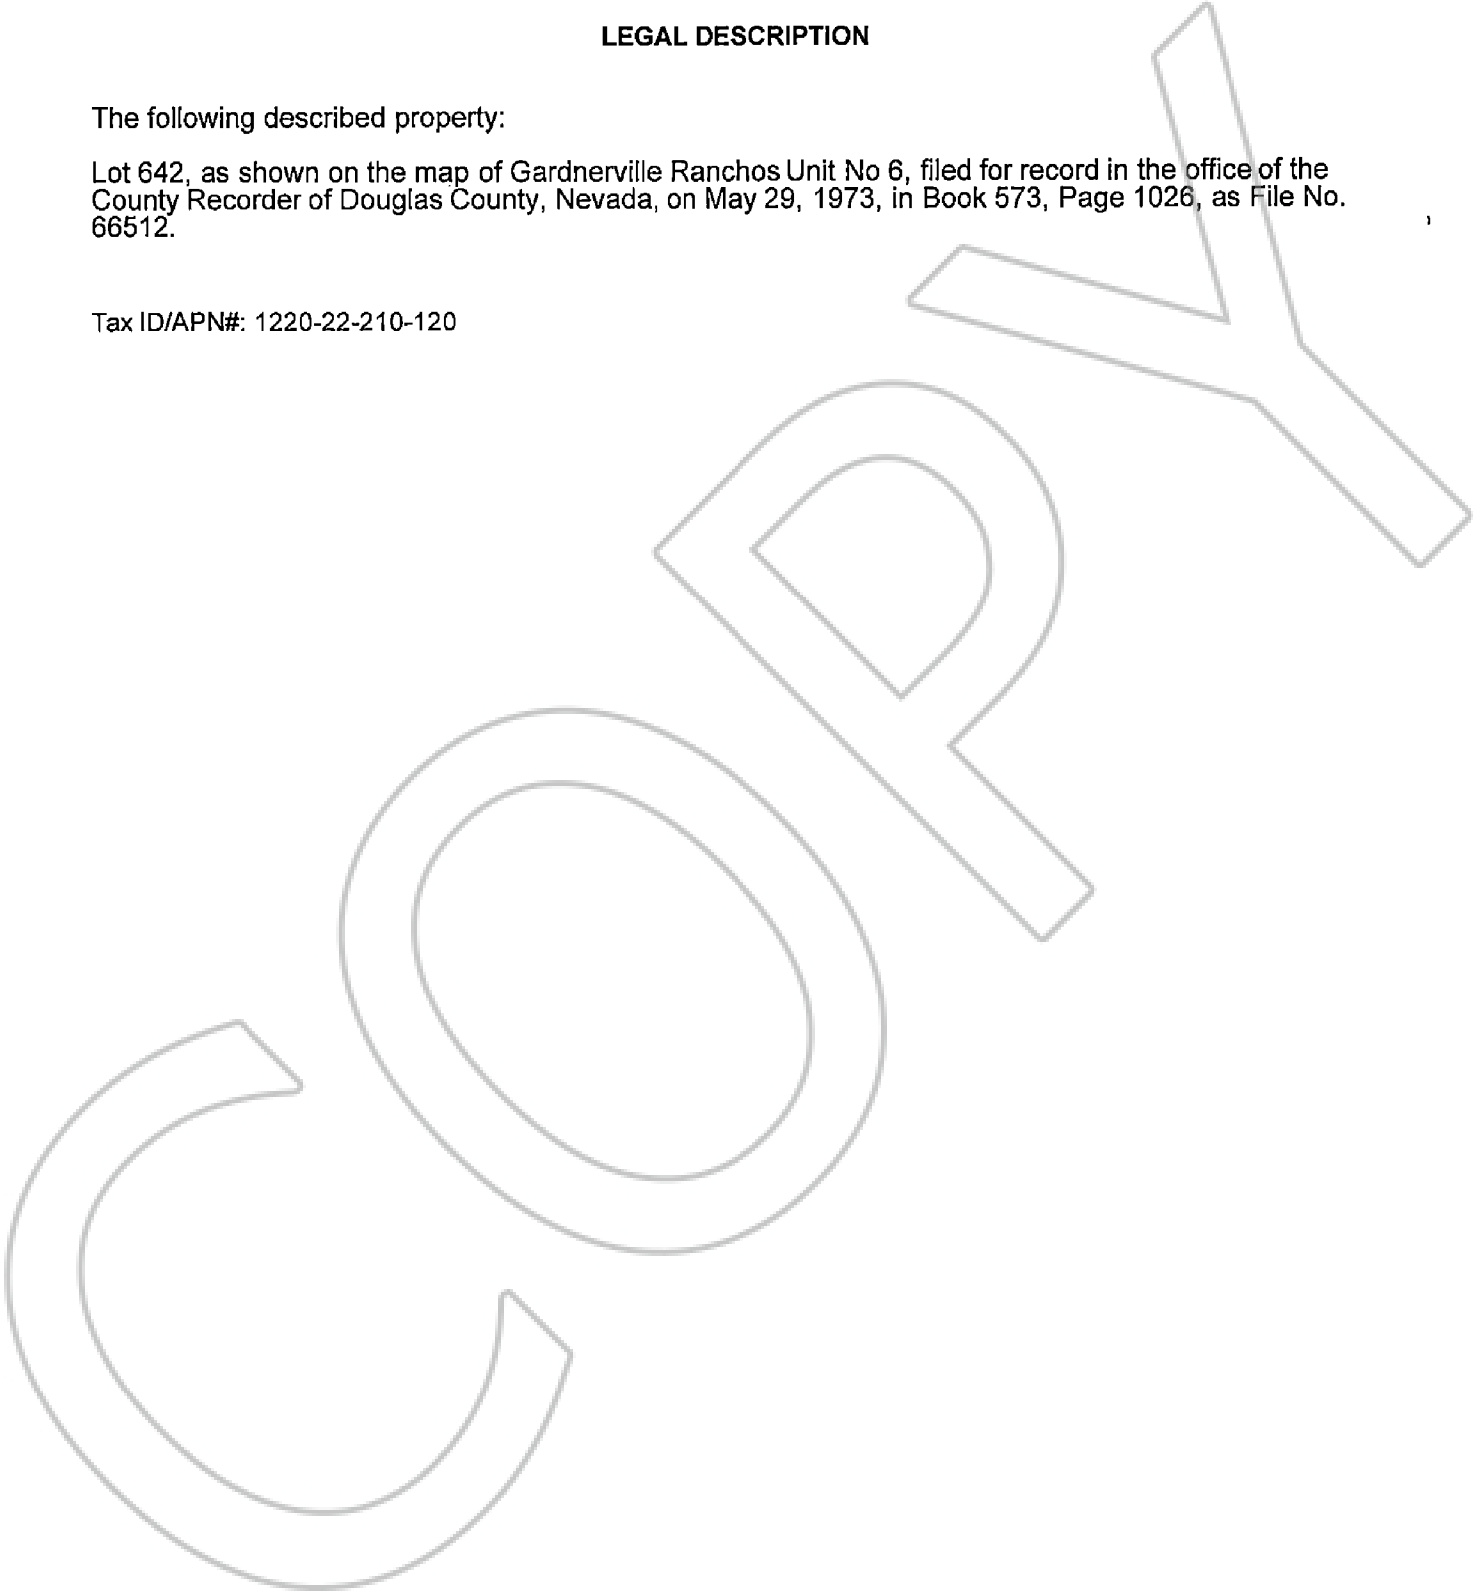 LEGAL DESCRIPTION
The following described property:
Lot 642, as shown on the map of Gardnerville Ranchos Unit No 6, filed for record in the office of the
County Recorder of Douglas County, Nevada, on May 29, 1973, in Book 573, Page 1026, as File No.
66512.
Tax ID/APN#: 1220-22-210-120
COPY